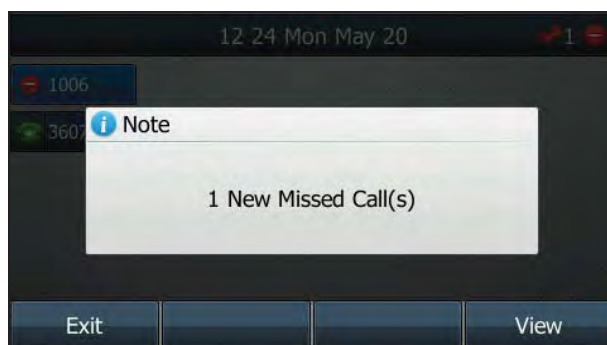 12 24 Mon May 20
1
1006
3607
Note
1 New Missed Call(s)
Exit
View